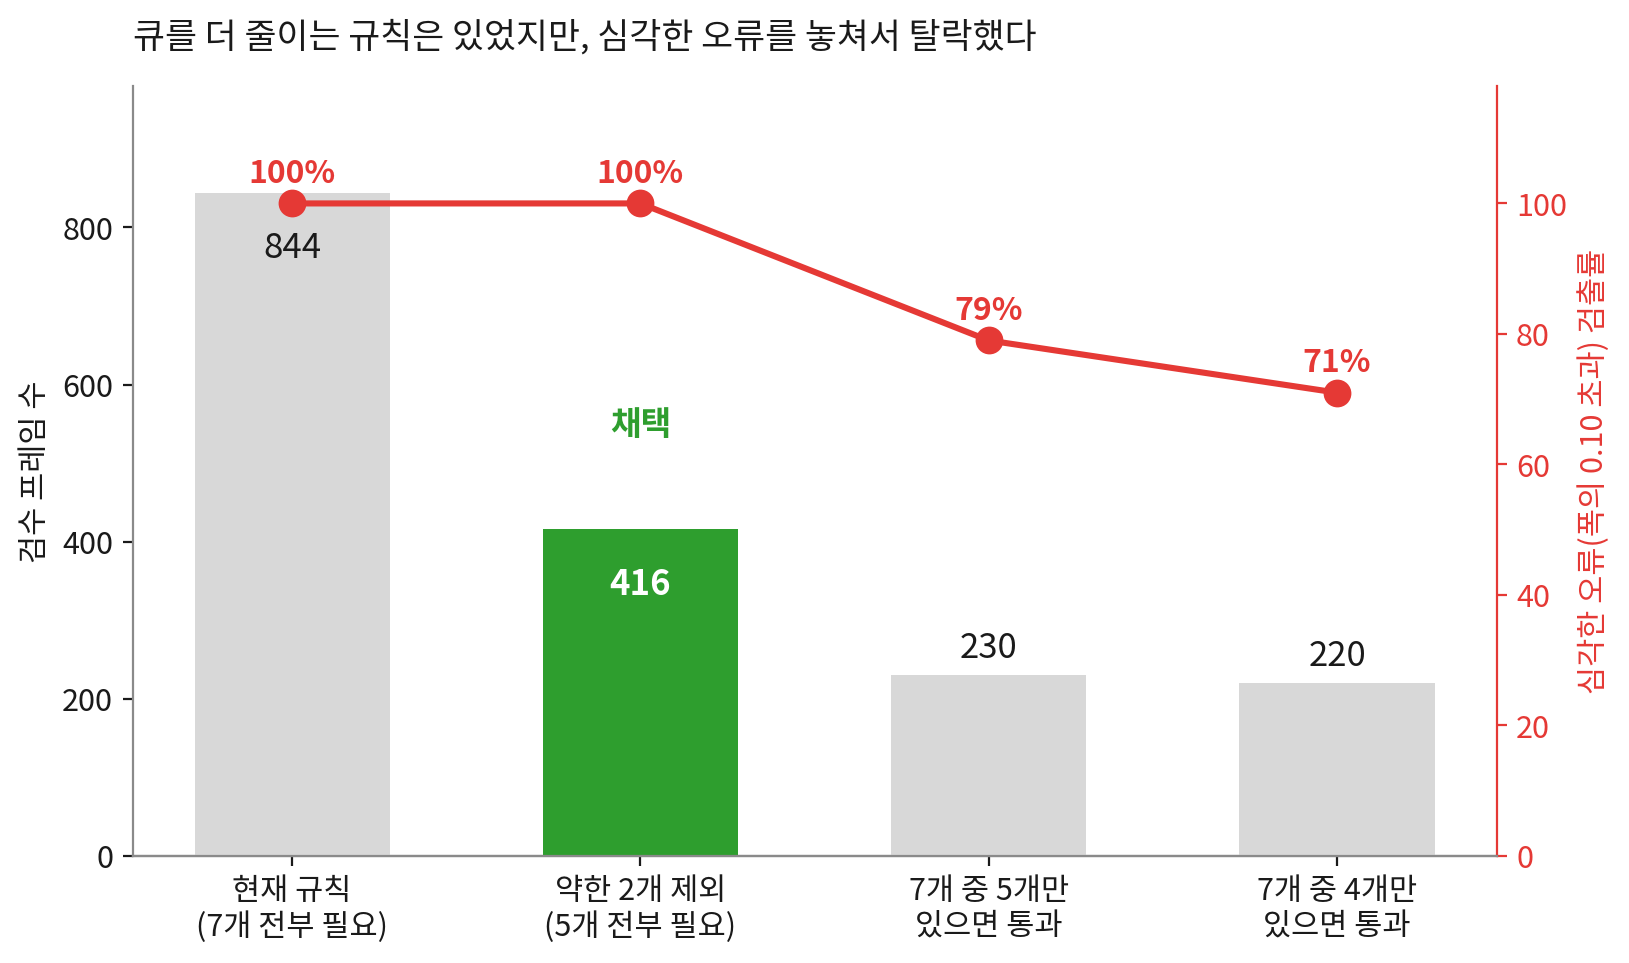 큐를 더 줄이는 규칙은 있었지만, 심각한 오류를 놓쳐서 탈락했다
검수 프레임 수
800
600
400
200
0
100%
100%
79%
71%
844
채택
416
230
220
100
80
60
40
20
0
심각한 오류(폭의 0.10 초과) 검출률
현재 규칙
(7개 전부 필요)
약한 2개 제외
(5개 전부 필요)
7개 중 5개만
있으면 통과
7개 중 4개만
있으면 통과